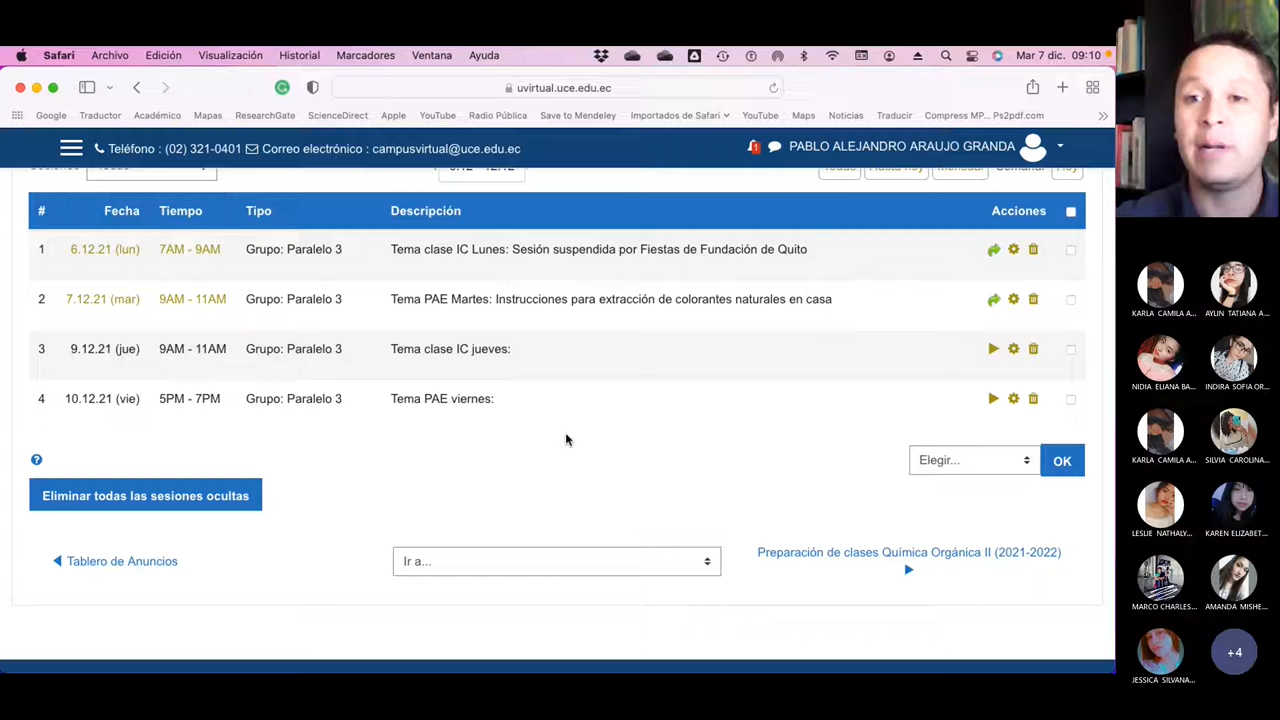 Safari Archivo Edición Visualización Historial Marcadores Ventana Ayuda Mar 7 dic. 09:10
uvirtual.uce.edu.ec
Google Traductor Académico Mapas ResearchGate ScienceDirect Apple YouTube Radio Pública Save to Mendeley Importados de Safari YouTube Maps Noticias Traducir Compress MP... Ps2pdf.com
Teléfono : (02) 321-0401 Correo electrónico : campusvirtual@uce.edu.ec 1 PABLO ALEJANDRO ARAUJO GRANDA
# Fecha Tiempo Tipo Descripción Acciones
1 6.12.21 (lun) 7AM - 9AM Grupo: Paralelo 3 Tema clase IC Lunes: Sesión suspendida por Fiestas de Fundación de Quito
2 7.12.21 (mar) 9AM - 11AM Grupo: Paralelo 3 Tema PAE Martes: Instrucciones para extracción de colorantes naturales en casa
3 9.12.21 (jue) 9AM - 11AM Grupo: Paralelo 3 Tema clase IC jueves:
4 10.12.21 (vie) 5PM - 7PM Grupo: Paralelo 3 Tema PAE viernes:
? Elegir... OK
Eliminar todas las sesiones ocultas
Tablero de Anuncios Ir a... Preparación de clases Química Orgánica II (2021-2022)
KARLA CAMILA A... AYLIN TATIANA A...
NIDIA ELIANA BA... INDIRA SOFIA OR...
KARLA CAMILA A... SILVIA CAROLINA...
LESLIE NATHALY... KAREN ELIZABET...
MARCO CHARLES... AMANDA MISHE...
JESSICA SILVANA... +4